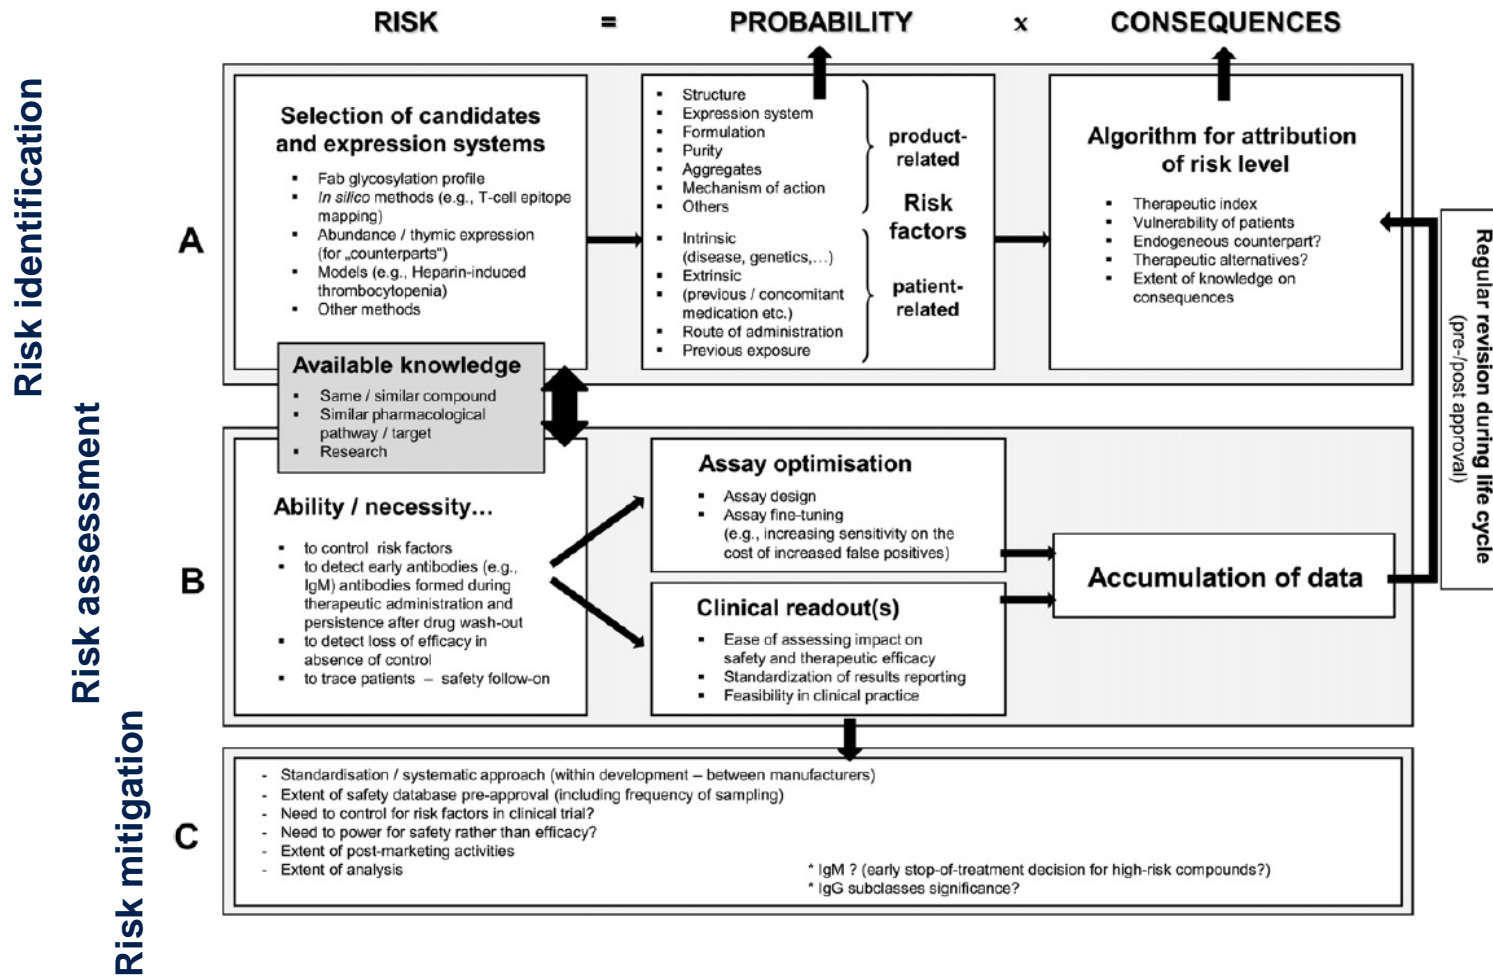 RISK = PROBABILITY x CONSEQUENCES
Risk identification
A
Selection of candidates
and expression systems
▪ Fab glycosylation profile
▪ In silico methods (e.g., T-cell epitope
mapping)
▪ Abundance / thymic expression
(for „counterparts“)
▪ Models (e.g., Heparin-induced
thrombocytopenia)
▪ Other methods
▪ Structure
▪ Expression system
▪ Formulation
▪ Purity
▪ Aggregates
▪ Mechanism of action
▪ Others
product-
related
Risk
factors
▪ Intrinsic
(disease, genetics,…)
▪ Extrinsic
▪ (previous / concomitant
medication etc.)
▪ Route of administration
▪ Previous exposure
patient-
related
Algorithm for attribution
of risk level
▪ Therapeutic index
▪ Vulnerability of patients
▪ Endogeneous counterpart?
▪ Therapeutic alternatives?
▪ Extent of knowledge on
consequences
Regular revision during life cycle
(pre-/post approval)
Available knowledge
▪ Same / similar compound
▪ Similar pharmacological
pathway / target
▪ Research
Risk assessment
B
Ability / necessity…
▪ to control risk factors
▪ to detect early antibodies (e.g.,
IgM) antibodies formed during
therapeutic administration and
persistence after drug wash-out
▪ to detect loss of efficacy in
absence of control
▪ to trace patients – safety follow-on
Assay optimisation
▪ Assay design
▪ Assay fine-tuning
(e.g., increasing sensitivity on the
cost of increased false positives)
Clinical readout(s)
▪ Ease of assessing impact on
safety and therapeutic efficacy
▪ Standardization of results reporting
▪ Feasibility in clinical practice
Accumulation of data
Risk mitigation
C
- Standardisation / systematic approach (within development – between manufacturers)
- Extent of safety database pre-approval (including frequency of sampling)
- Need to control for risk factors in clinical trial?
- Need to power for safety rather than efficacy?
- Extent of post-marketing activities
- Extent of analysis
* IgM ? (early stop-of-treatment decision for high-risk compounds?)
* IgG subclasses significance?